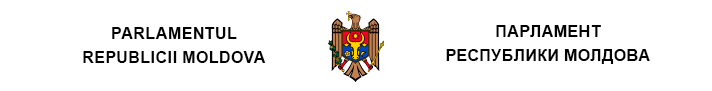 PARLAMENTUL
REPUBLICII MOLDOVA
ПАРЛАМЕНТ
РЕСПУБЛИКИ МОЛДОВА